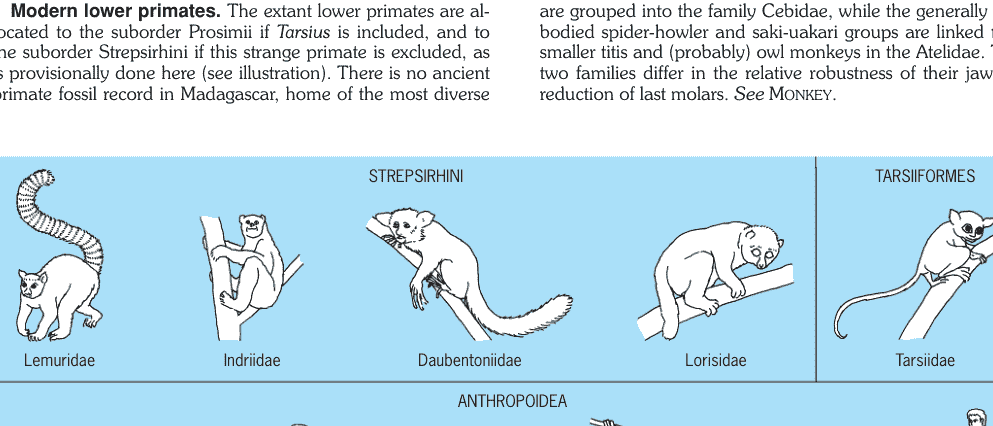 Modern lower primates. The extant lower primates are al-
located to the suborder Prosimii if Tarsius is included, and to
he suborder Strepsirhini if this strange primate is excluded, as
s provisionally done here (see illustration). There is no ancient
primate fossil record in Madagascar, home of the most diverse
are grouped into the family Cebidae, while the generally
bodied spider-howler and saki-uakari groups are linked
smaller titis and (probably) owl monkeys in the Atelidae.
two families differ in the relative robustness of their jaw
reduction of last molars. See MONKEY.
STREPSIRHINI
TARSIIFORMES
Lemuridae
Indriidae
Daubentoniidae
Lorisidae
Tarsiidae
ANTHROPOIDEA